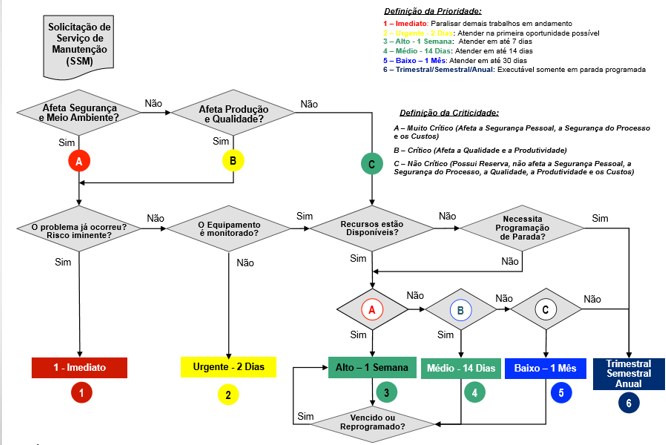 Solicitação de
Serviço de
Manutenção
(SSM)
Definição da Prioridade:
1 – Imediato: Paralisar demais trabalhos em andamento
2 – Urgente - 2 Dias: Atender na primeira oportunidade possível
3 – Alto - 1 Semana: Atender em até 7 dias
4 – Médio - 14 Dias: Atender em até 14 dias
5 – Baixo – 1 Mês: Atender em até 30 dias
6 – Trimestral/Semestral/Anual: Executável somente em parada programada
Afeta Segurança
e Meio Ambiente?
Não
Afeta Produção
e Qualidade?
Não
Sim
Sim
A
B
C
Definição da Criticidade:
A – Muito Crítico (Afeta a Segurança Pessoal, a Segurança do Processo
e os Custos)
B – Crítico (Afeta a Qualidade e a Produtividade)
C – Não Crítico (Possui Reserva, não afeta a Segurança Pessoal, a
Segurança do Processo, a Qualidade, a Produtividade e os Custos)
O problema já ocorreu?
Risco iminente?
Não
O Equipamento
é monitorado?
Sim
Recursos estão
Disponíveis?
Não
Necessita
Programação
de Parada?
Sim
Sim
Não
Sim
Não
A
Não
B
Não
C
Não
Sim
Sim
Sim
1 - Imediato
Urgente - 2 Dias
Alto – 1 Semana
Médio - 14 Dias
Baixo – 1 Mês
Trimestral
Semestral
Anual
1
2
3
4
5
6
Sim
Vencido ou
Reprogramado?